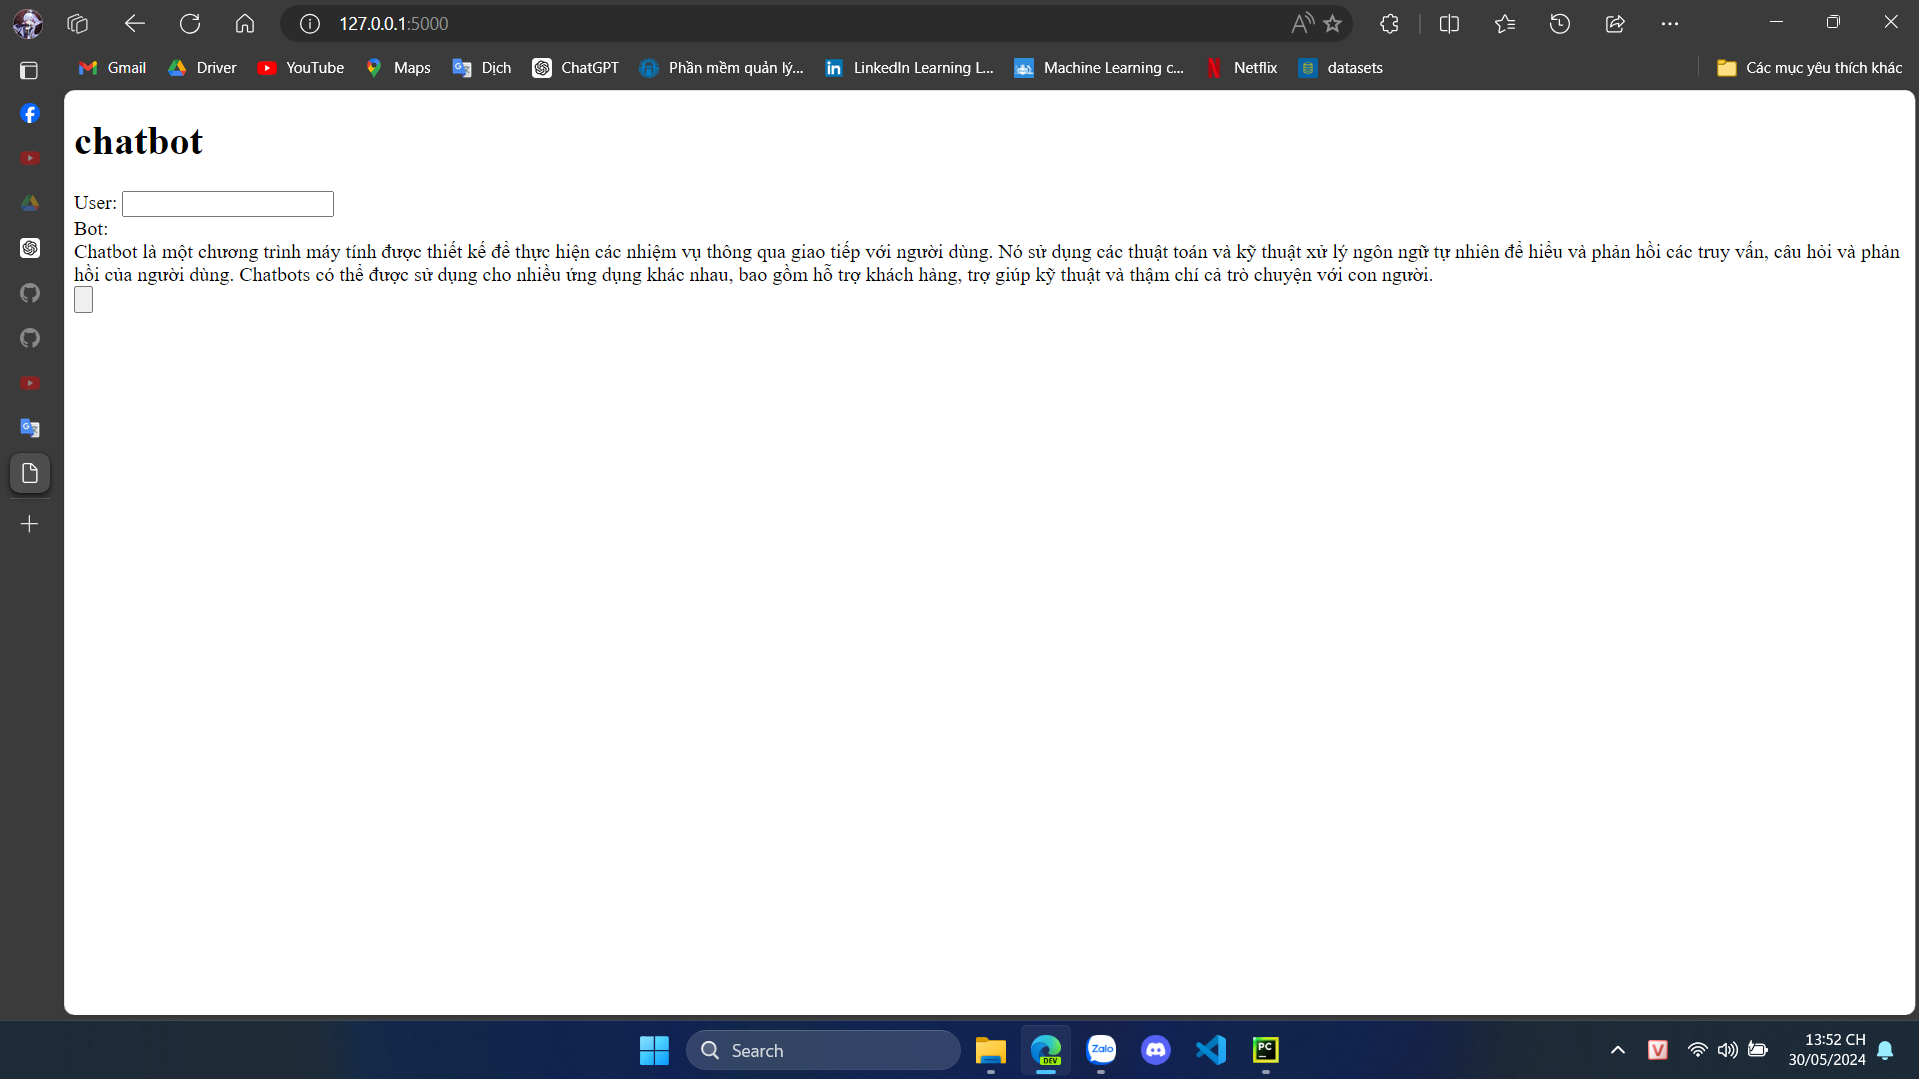 127.0.0.1:5000
Gmail
Driver
YouTube
Maps
Dịch
ChatGPT
Phần mềm quản lý...
LinkedIn Learning L...
Machine Learning c...
Netflix
datasets
Các mục yêu thích khác
chatbot
User:
Bot:
Chatbot là một chương trình máy tính được thiết kế để thực hiện các nhiệm vụ thông qua giao tiếp với người dùng. Nó sử dụng các thuật toán và kỹ thuật xử lý ngôn ngữ tự nhiên để hiểu và phản hồi các truy vấn, câu hỏi và phản
hồi của người dùng. Chatbots có thể được sử dụng cho nhiều ứng dụng khác nhau, bao gồm hỗ trợ khách hàng, trợ giúp kỹ thuật và thậm chí cả trò chuyện với con người.
Search
DEV
Zalo
PC
V
13:52 CH
30/05/2024